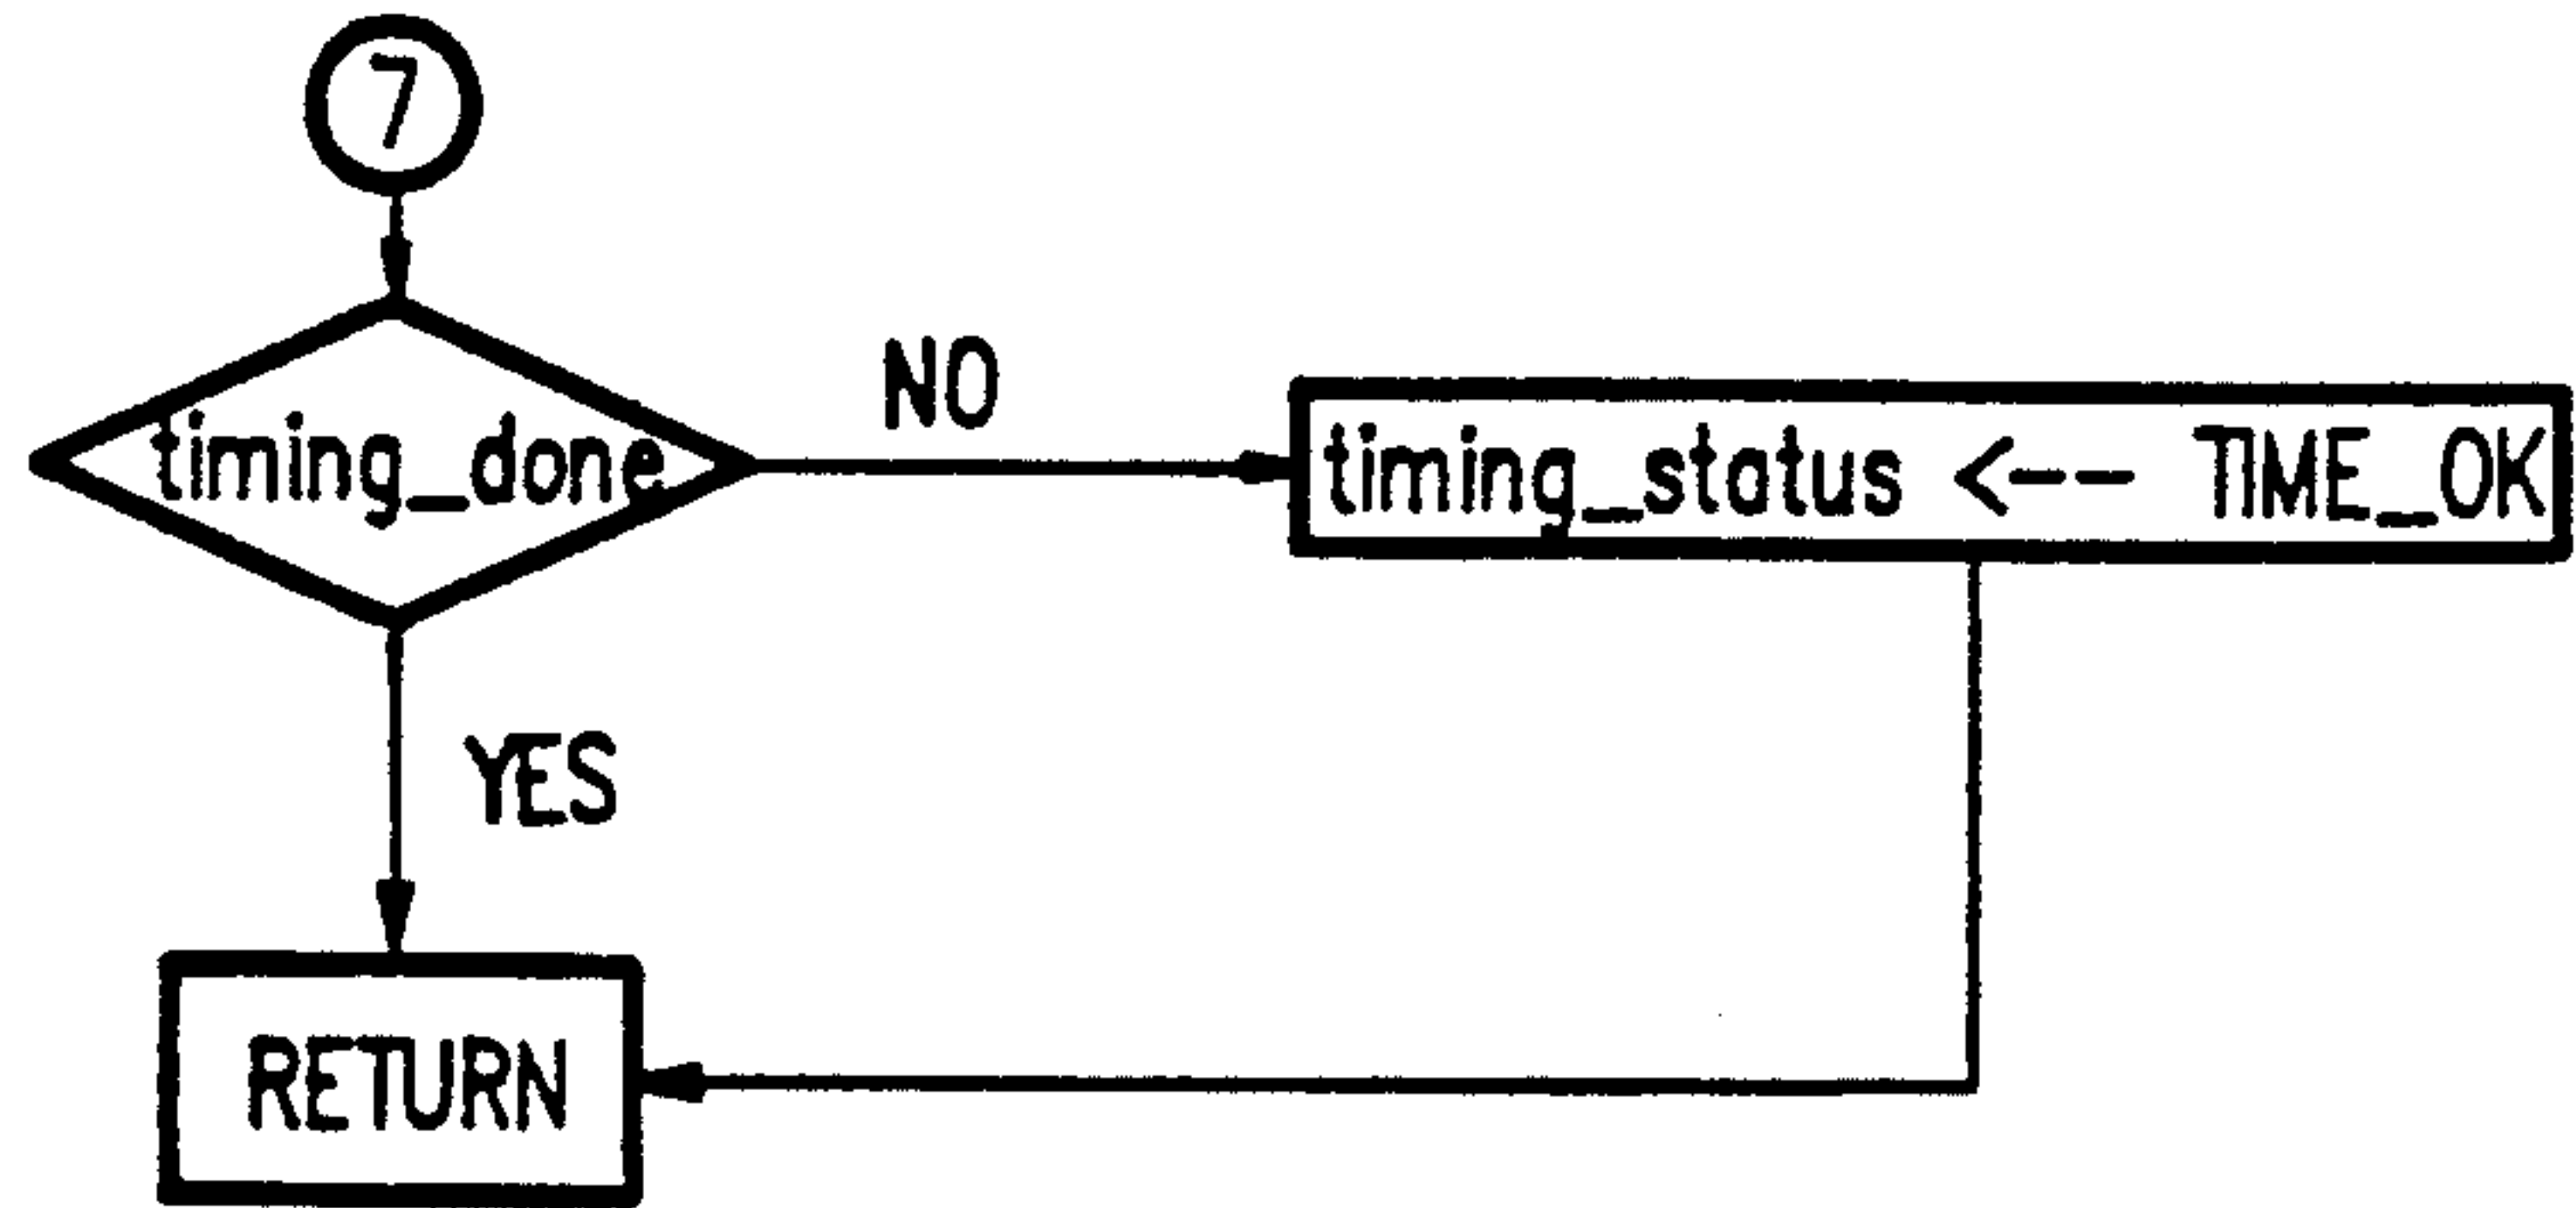 7
timing_done
NO
timing_status <-- TIME_OK
YES
RETURN